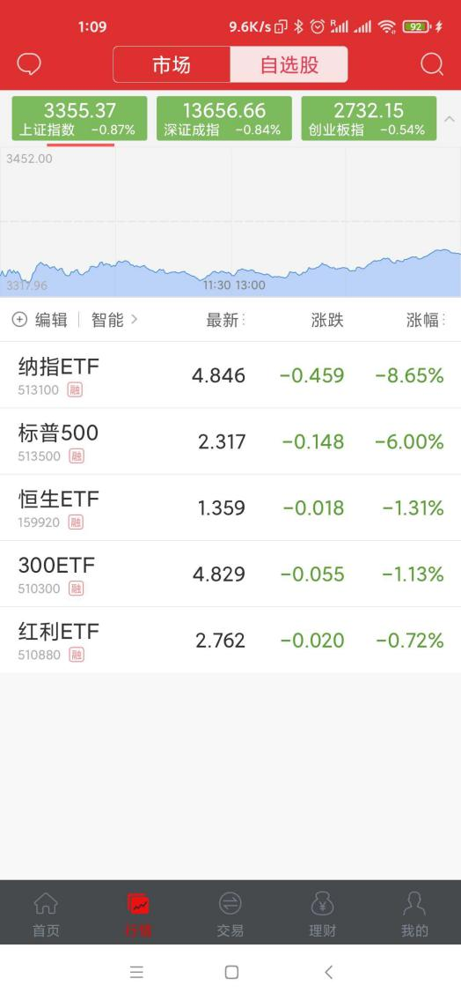 1:09 9.6K/s R 92
市场 自选股
3355.37 13656.66 2732.15
上证指数 -0.87% 深证成指 -0.84% 创业板指 -0.54%
3452.00
3317.96 11:30 13:00
编辑 智能 最新 涨跌 涨幅
纳指ETF 4.846 -0.459 -8.65%
513100 融
标普500 2.317 -0.148 -6.00%
513500 融
恒生ETF 1.359 -0.018 -1.31%
159920 融
300ETF 4.829 -0.055 -1.13%
510300 融
红利ETF 2.762 -0.020 -0.72%
510880 融
首页 行情 交易 理财 我的